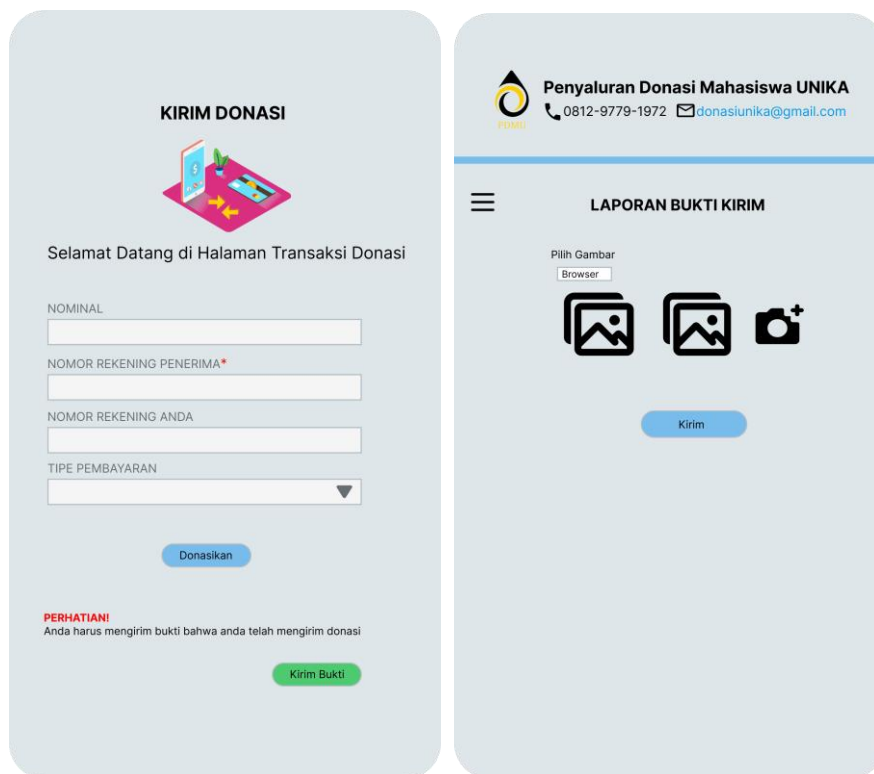 KIRIM DONASI
Selamat Datang di Halaman Transaksi Donasi
NOMINAL
NOMOR REKENING PENERIMA*
NOMOR REKENING ANDA
TIPE PEMBAYARAN
Donasikan
PERHATIAN!
Anda harus mengirim bukti bahwa anda telah mengirim donasi
Kirim Bukti
PDMU
Penyaluran Donasi Mahasiswa UNIKA
0812-9779-1972 donasiunika@gmail.com
LAPORAN BUKTI KIRIM
Pilih Gambar
Browser
Kirim